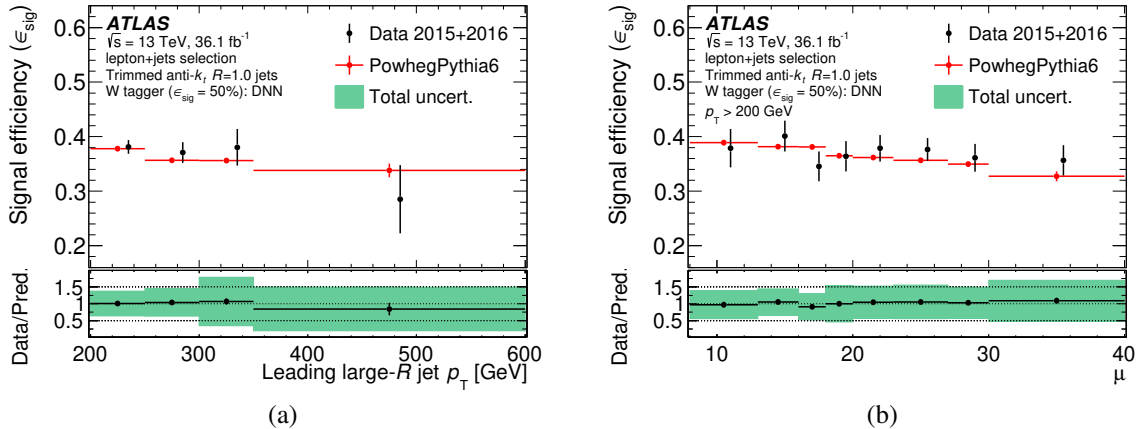 ATLAS
√s = 13 TeV, 36.1 fb⁻¹
lepton+jets selection
Trimmed anti-kₜ R=1.0 jets
W tagger (ϵsig = 50%): DNN
Data 2015+2016
PowhegPythia6
Total uncert.
Signal efficiency (ϵsig)
0.6
0.5
0.4
0.3
0.2
Data/Pred.
1.5
1
0.5
200 300 400 500 600
Leading large-R jet pT [GeV]
(a)
ATLAS
√s = 13 TeV, 36.1 fb⁻¹
lepton+jets selection
Trimmed anti-kₜ R=1.0 jets
W tagger (ϵsig = 50%): DNN
pT > 200 GeV
Data 2015+2016
PowhegPythia6
Total uncert.
Signal efficiency (ϵsig)
0.6
0.5
0.4
0.3
0.2
Data/Pred.
1.5
1
0.5
10 20 30 40
μ
(b)